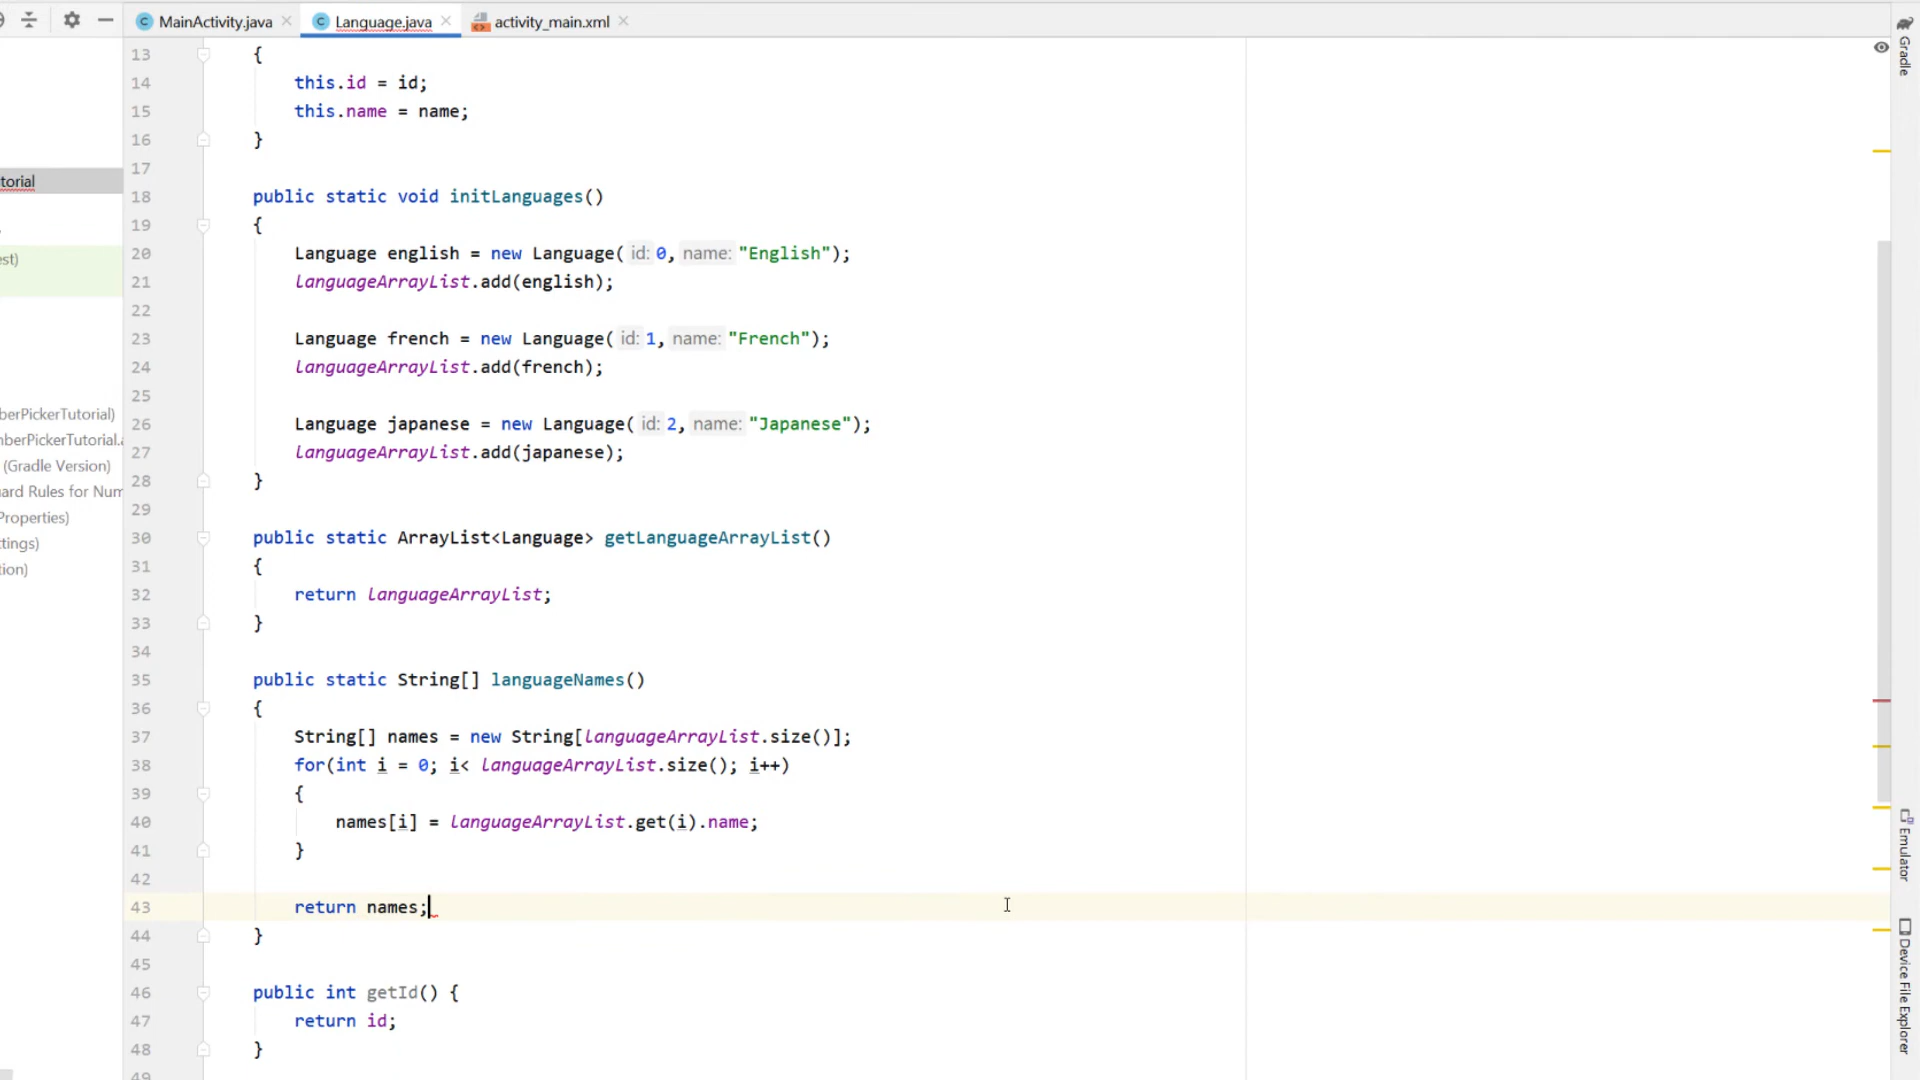 MainActivity.java
Language.java
activity_main.xml
Gradle
torial
est)
berPickerTutorial)
nberPickerTutorial.a
(Gradle Version)
ard Rules for Num
Properties)
ttings)
tion)
13 {
14 this.id = id;
15 this.name = name;
16 }
17
18 public static void initLanguages()
19 {
20 Language english = new Language( id: 0, name: "English");
21 languageArrayList.add(english);
22
23 Language french = new Language( id: 1, name: "French");
24 languageArrayList.add(french);
25
26 Language japanese = new Language( id: 2, name: "Japanese");
27 languageArrayList.add(japanese);
28 }
29
30 public static ArrayList<Language> getLanguageArrayList()
31 {
32 return languageArrayList;
33 }
34
35 public static String[] languageNames()
36 {
37 String[] names = new String[languageArrayList.size()];
38 for(int i = 0; i< languageArrayList.size(); i++)
39 {
40 names[i] = languageArrayList.get(i).name;
41 }
42
43 return names;
44 }
45
46 public int getId() {
47 return id;
48 }
49
Emulator
Device File Explorer